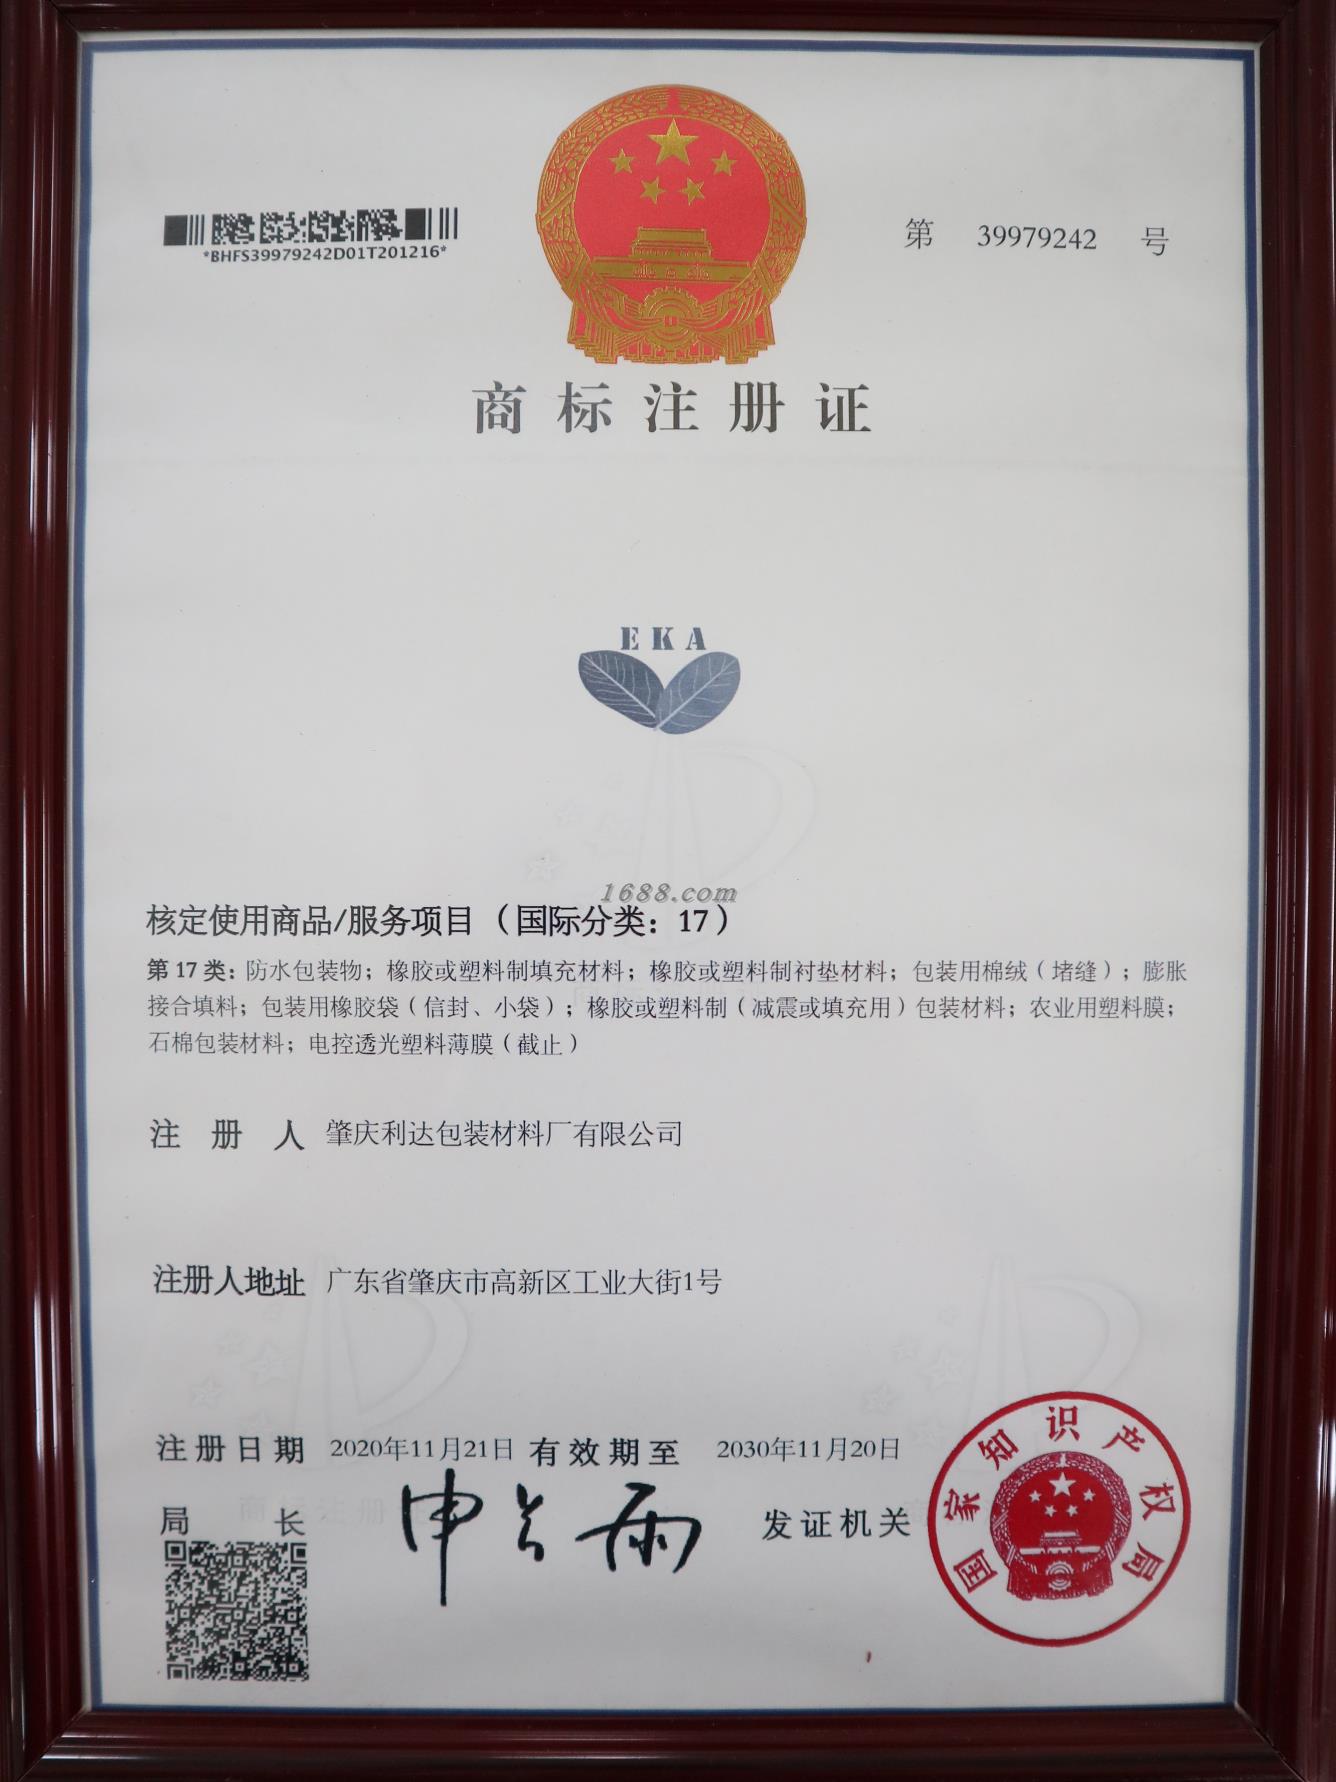 第 39979242 号
*BHFS39979242D01T201216*
商标注册证
EKA
1688.com
核定使用商品/服务项目（国际分类：17）
第17类：防水包装物；橡胶或塑料制填充材料；橡胶或塑料制衬垫材料；包装用棉绒（堵缝）；膨胀
接合填料；包装用橡胶袋（信封、小袋）；橡胶或塑料制（减震或填充用）包装材料；农业用塑料膜；
石棉包装材料；电控透光塑料薄膜（截止）
注册人 肇庆利达包装材料厂有限公司
注册人地址 广东省肇庆市高新区工业大街1号
注册日期 2020年11月21日 有效期至 2030年11月20日
局长 申长雨 发证机关
国家知识产权局